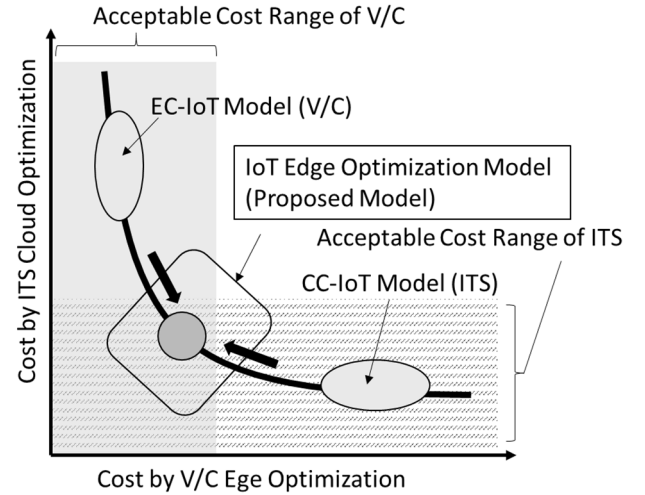 Acceptable Cost Range of V/C
EC-IoT Model (V/C)
IoT Edge Optimization Model
(Proposed Model)
Acceptable Cost Range of ITS
CC-IoT Model (ITS)
Cost by ITS Cloud Optimization
Cost by V/C Ege Optimization